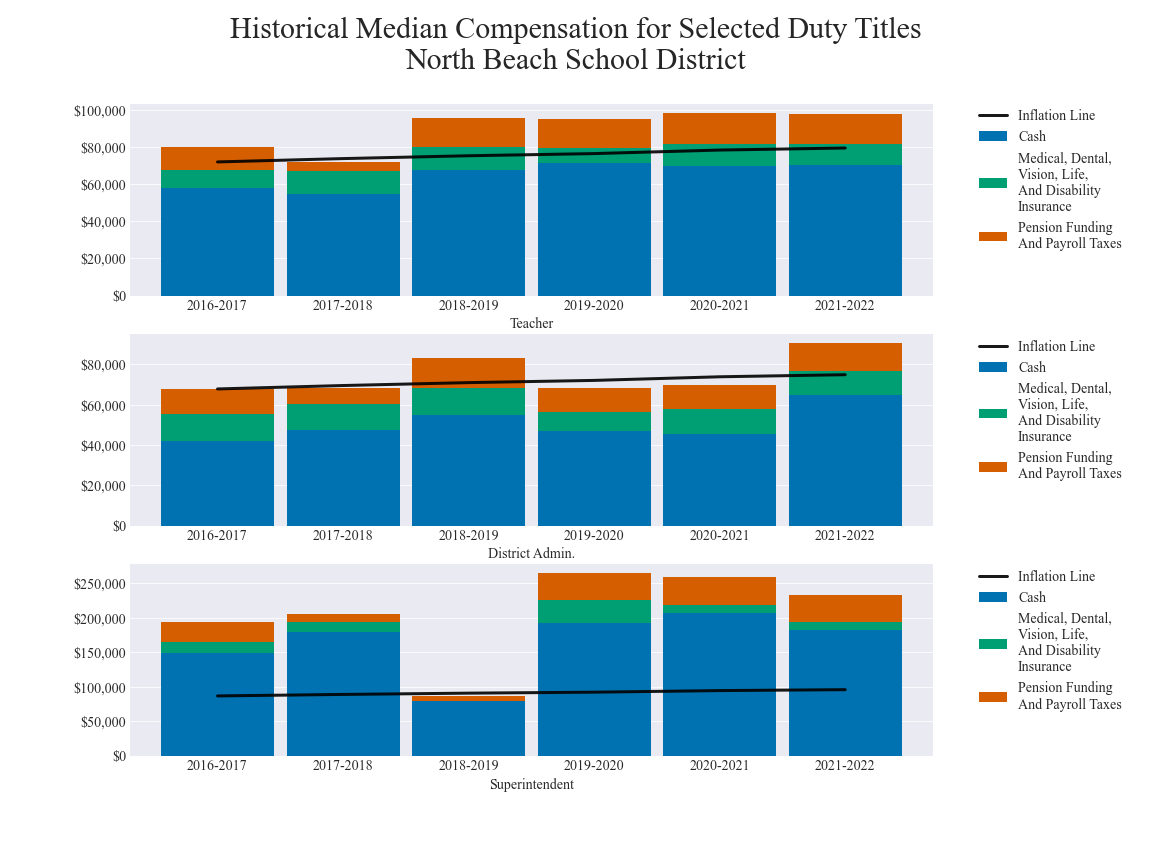 Historical Median Compensation for Selected Duty Titles
North Beach School District
$100,000
$80,000
$60,000
$40,000
$20,000
$0
2016-2017
2017-2018
2018-2019
2019-2020
2020-2021
2021-2022
Teacher
Inflation Line
Cash
Medical, Dental,
Vision, Life,
And Disability
Insurance
Pension Funding
And Payroll Taxes
$80,000
$60,000
$40,000
$20,000
$0
2016-2017
2017-2018
2018-2019
2019-2020
2020-2021
2021-2022
District Admin.
Inflation Line
Cash
Medical, Dental,
Vision, Life,
And Disability
Insurance
Pension Funding
And Payroll Taxes
$250,000
$200,000
$150,000
$100,000
$50,000
$0
2016-2017
2017-2018
2018-2019
2019-2020
2020-2021
2021-2022
Superintendent
Inflation Line
Cash
Medical, Dental,
Vision, Life,
And Disability
Insurance
Pension Funding
And Payroll Taxes